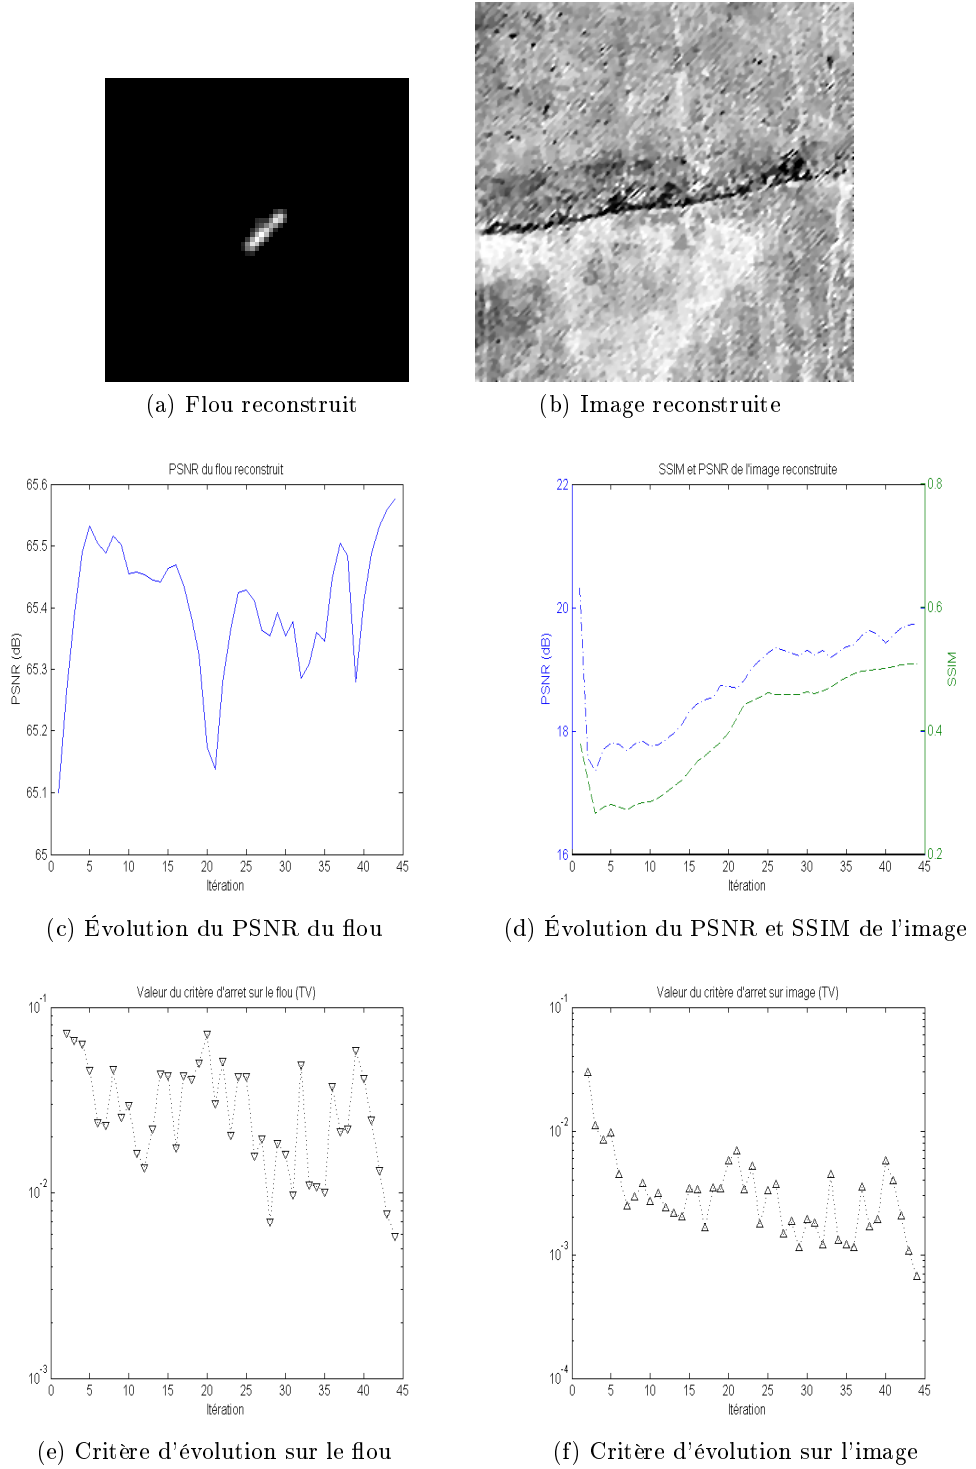 (a) Flou reconstruit
(b) Image reconstruite
PSNR du flou reconstruit
65.6
65.5
65.4
65.3
65.2
65.1
65
PSNR (dB)
0 5 10 15 20 25 30 35 40 45
Itération
SSIM et PSNR de l'image reconstruite
22
20
18
16
PSNR (dB)
0.8
0.6
0.4
0.2
SSIM
0 5 10 15 20 25 30 35 40 45
Itération
(c) Évolution du PSNR du flou
(d) Évolution du PSNR et SSIM de l'image
Valeur du critère d'arret sur le flou (TV)
10^-1
10^-2
10^-3
0 5 10 15 20 25 30 35 40 45
Itération
Valeur du critère d'arret sur image (TV)
10^-1
10^-2
10^-3
10^-4
0 5 10 15 20 25 30 35 40 45
Itération
(e) Critère d'évolution sur le flou
(f) Critère d'évolution sur l'image